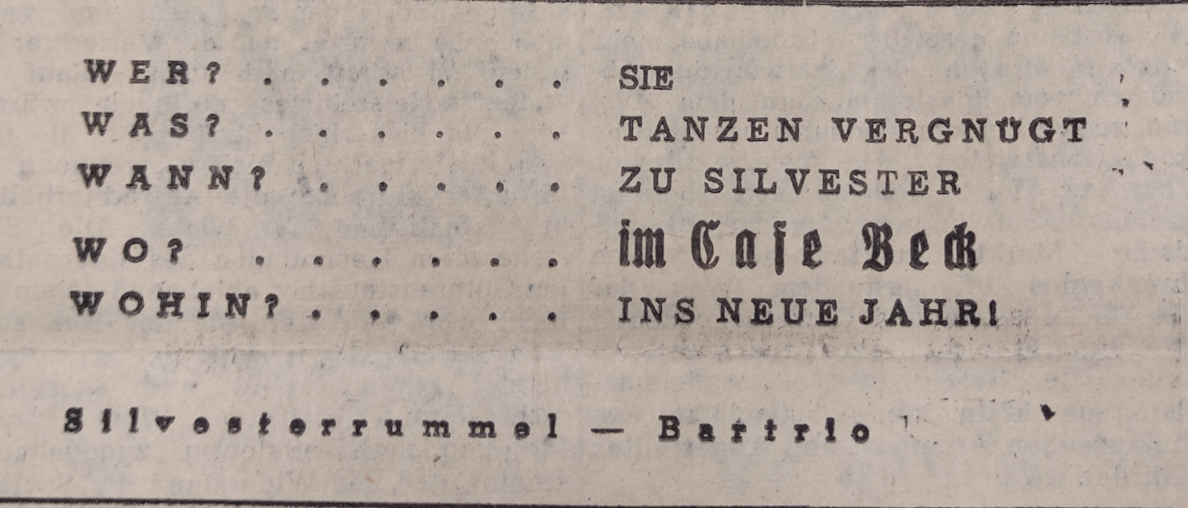 WER? . . . . . . SIE
WAS? . . . . . . TANZEN VERGNÜGT
WANN? . . . . . ZU SILVESTER
WO? . . . . . . im Cafe Beck
WOHIN? . . . . . INS NEUE JAHR!
Silvesterrummel — Bartrio